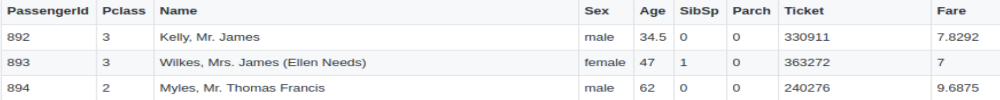 PassengerId Pclass Name Sex Age SibSp Parch Ticket Fare
892 3 Kelly, Mr. James male 34.5 0 0 330911 7.8292
893 3 Wilkes, Mrs. James (Ellen Needs) female 47 1 0 363272 7
894 2 Myles, Mr. Thomas Francis male 62 0 0 240276 9.6875